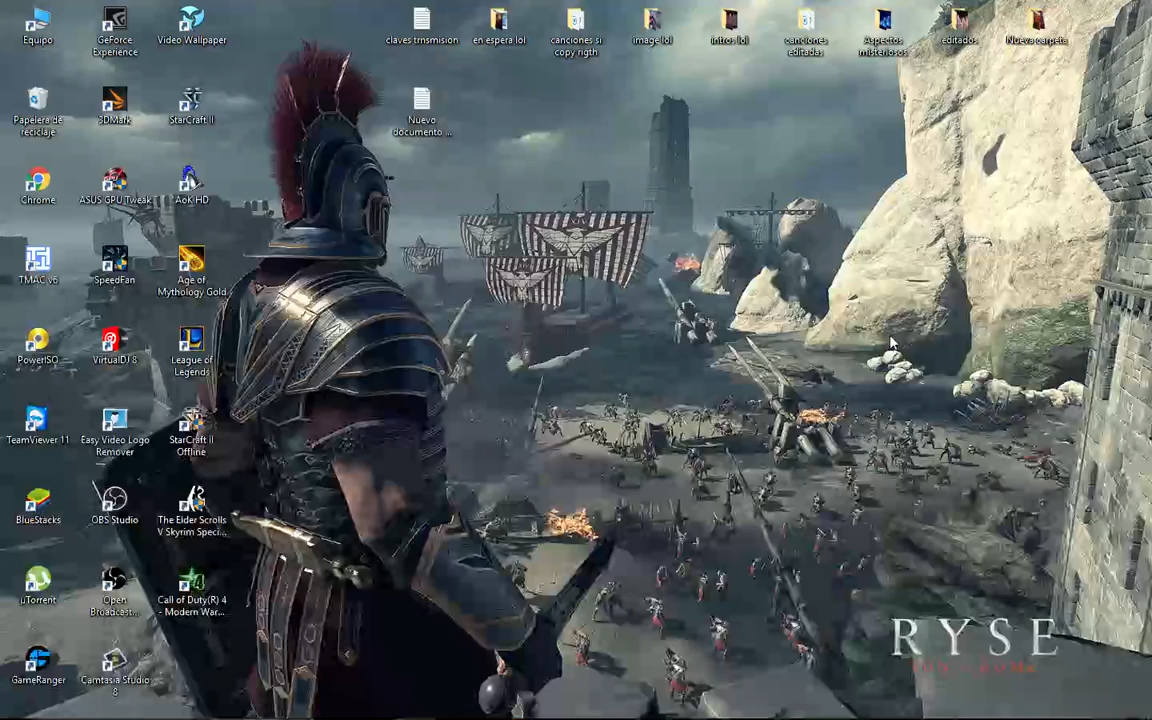 Equipo
GeForce
Experience
Video Wallpaper
claves trnsmision
en espera lol
canciones si
copy rigth
image lol
intros lol
canciones
editadas
Aspectos
misteriosos
editados
Nueva carpeta
Papelera de
reciclaje
3DMark
StarCraft II
Nuevo
documento ...
Chrome
ASUS GPU Tweak
AoK HD
TMAC v6
SpeedFan
Age of
Mythology Gold
PowerISO
VirtualDJ 8
League of
Legends
TeamViewer 11
Easy Video Logo
Remover
StarCraft II
Offline
BlueStacks
OBS Studio
The Elder Scrolls
V Skyrim Speci...
µTorrent
Open
Broadcast...
Call of Duty(R) 4
- Modern War...
GameRanger
Camtasia Studio
8
RYSE
SON OF ROME